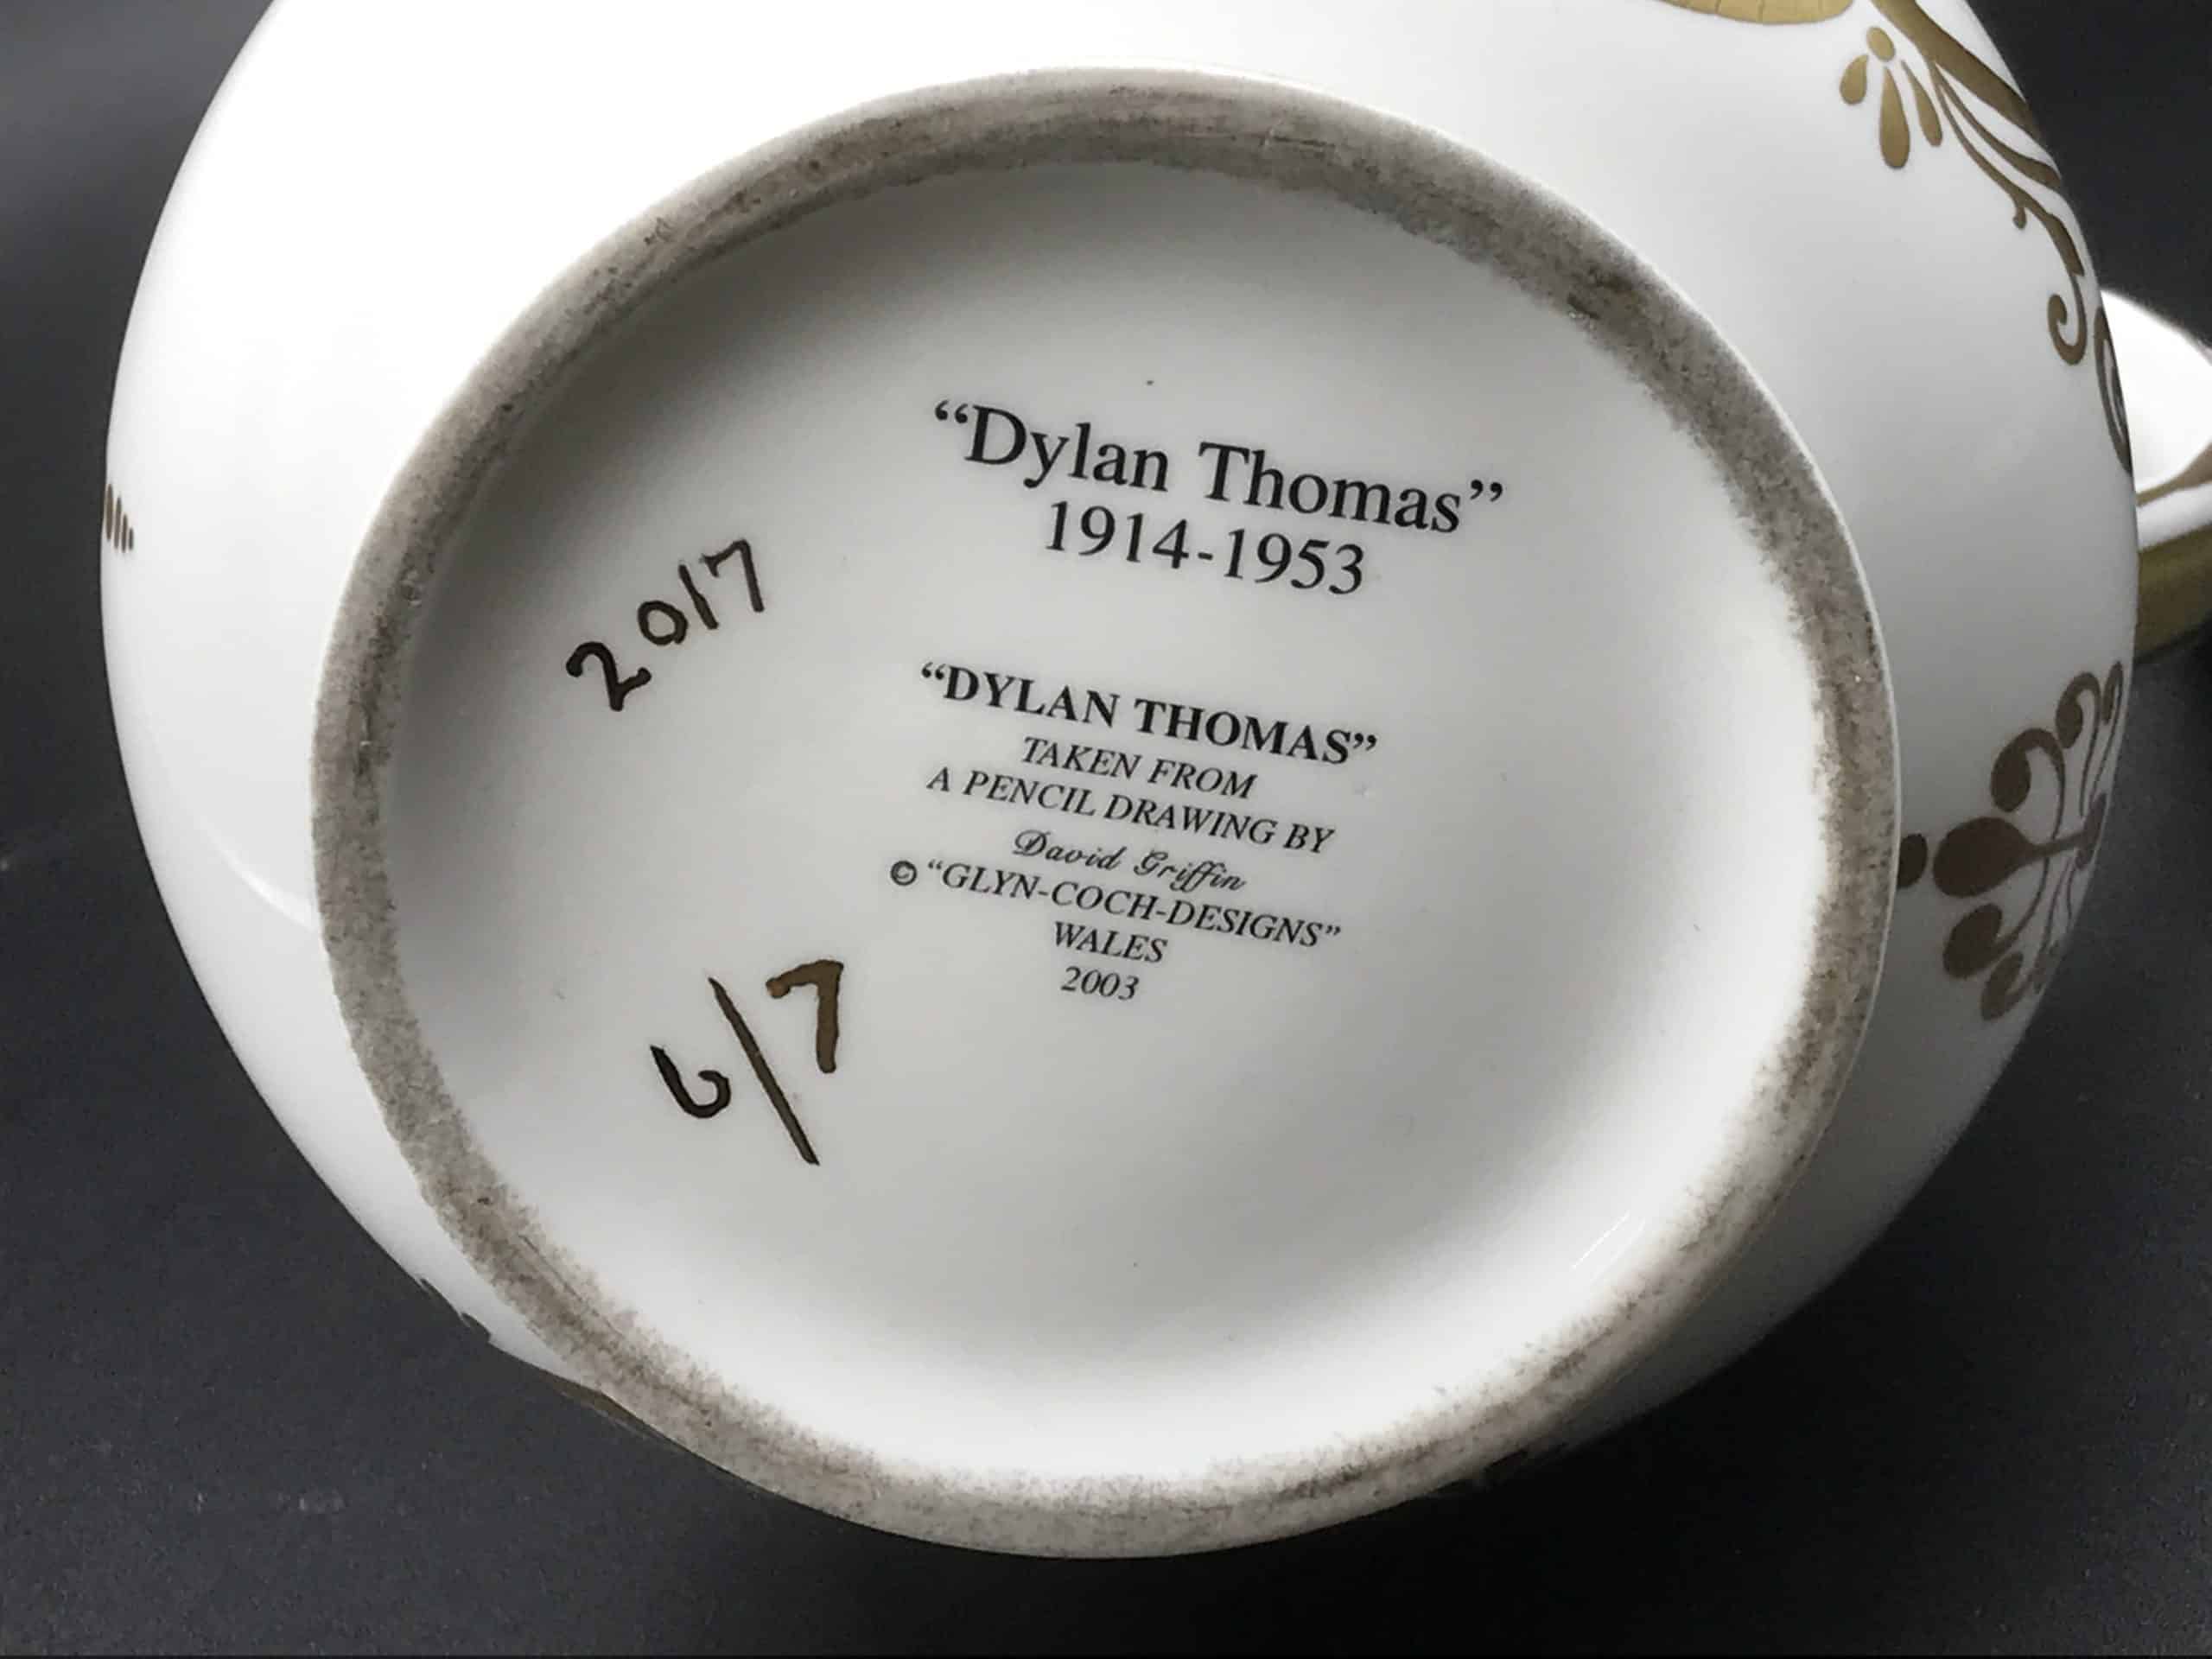 “Dylan Thomas”
1914-1953
2017
“DYLAN THOMAS”
TAKEN FROM
A PENCIL DRAWING BY
David Griffin
© “GLYN-COCH-DESIGNS”
WALES
2003
6/7